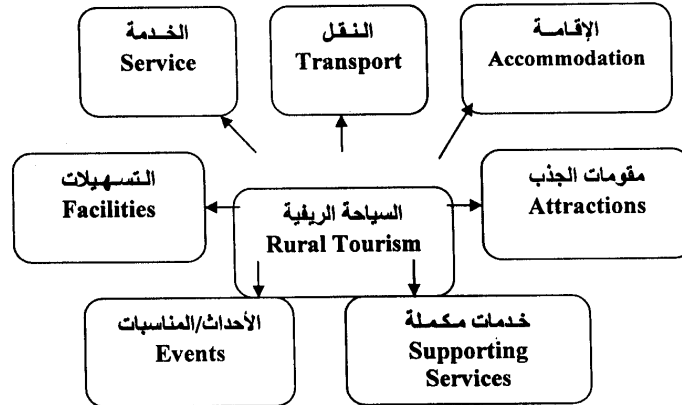 الخدمة
Service
النقل
Transport
الإقامة
Accommodation
التسهيلات
Facilities
السياحة الريفية
Rural Tourism
مقومات الجذب
Attractions
الأحداث/المناسبات
Events
خدمات مكملة
Supporting
Services